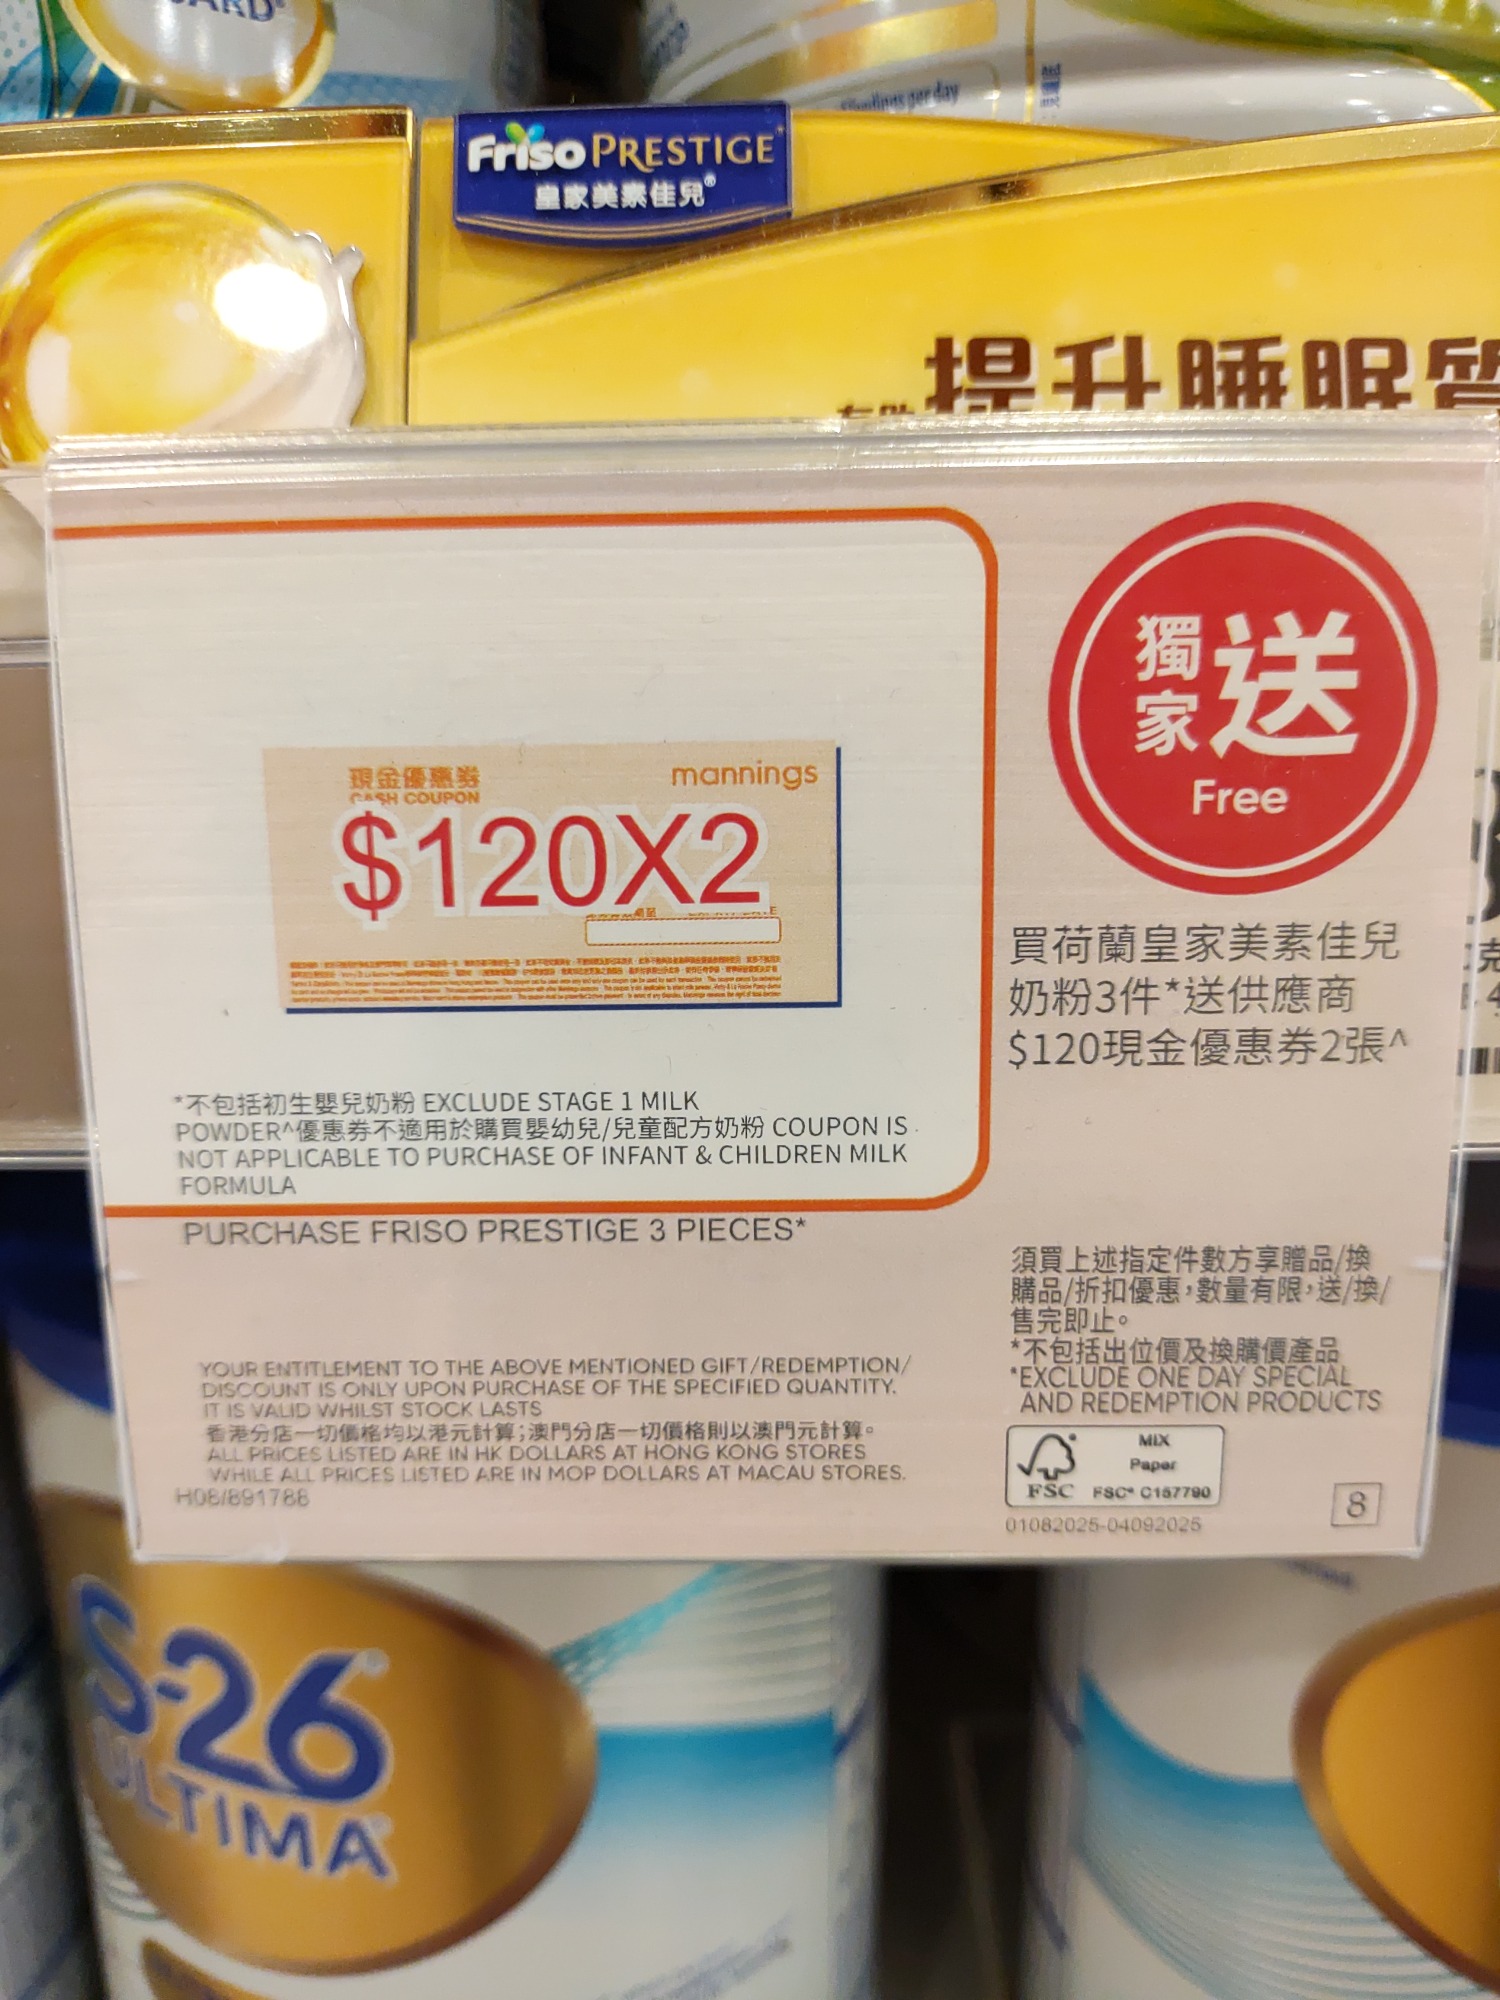 Friso PRESTIGE
皇家美素佳兒®
提升睡眠質
獨家送
Free
現金優惠券
mannings
CASH COUPON
$120X2
買荷蘭皇家美素佳兒
奶粉3件*送供應商
$120現金優惠券2張^
*不包括初生嬰兒奶粉 EXCLUDE STAGE 1 MILK
POWDER^優惠券不適用於購買嬰幼兒/兒童配方奶粉 COUPON IS
NOT APPLICABLE TO PURCHASE OF INFANT & CHILDREN MILK
FORMULA
PURCHASE FRISO PRESTIGE 3 PIECES*
須買上述指定件數方享贈品/換
購品/折扣優惠,數量有限,送/換/
售完即止。
*不包括出位價及換購價產品
*EXCLUDE ONE DAY SPECIAL
AND REDEMPTION PRODUCTS
YOUR ENTITLEMENT TO THE ABOVE MENTIONED GIFT/REDEMPTION/
DISCOUNT IS ONLY UPON PURCHASE OF THE SPECIFIED QUANTITY.
IT IS VALID WHILST STOCK LASTS
香港分店一切價格均以港元計算;澳門分店一切價格則以澳門元計算。
ALL PRICES LISTED ARE IN HK DOLLARS AT HONG KONG STORES
WHILE ALL PRICES LISTED ARE IN MOP DOLLARS AT MACAU STORES.
H08/891788
MIX
Paper
FSC FSC® C157790
01082025-04092025
8
S-26
ULTIMA